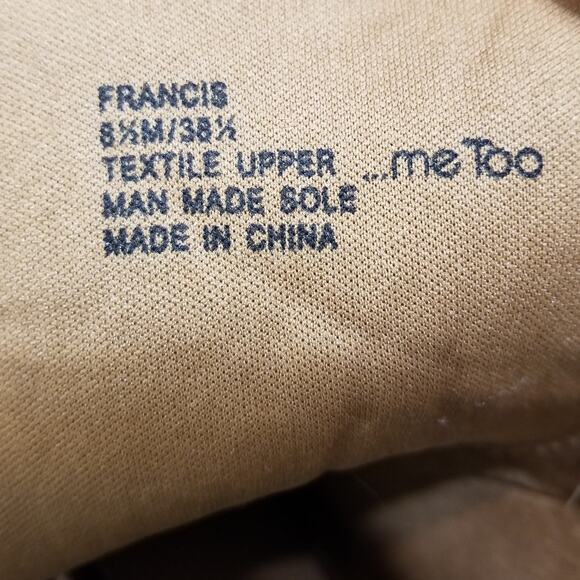 FRANCIS
8½M/38½
TEXTILE UPPER ...me Too
MAN MADE SOLE
MADE IN CHINA